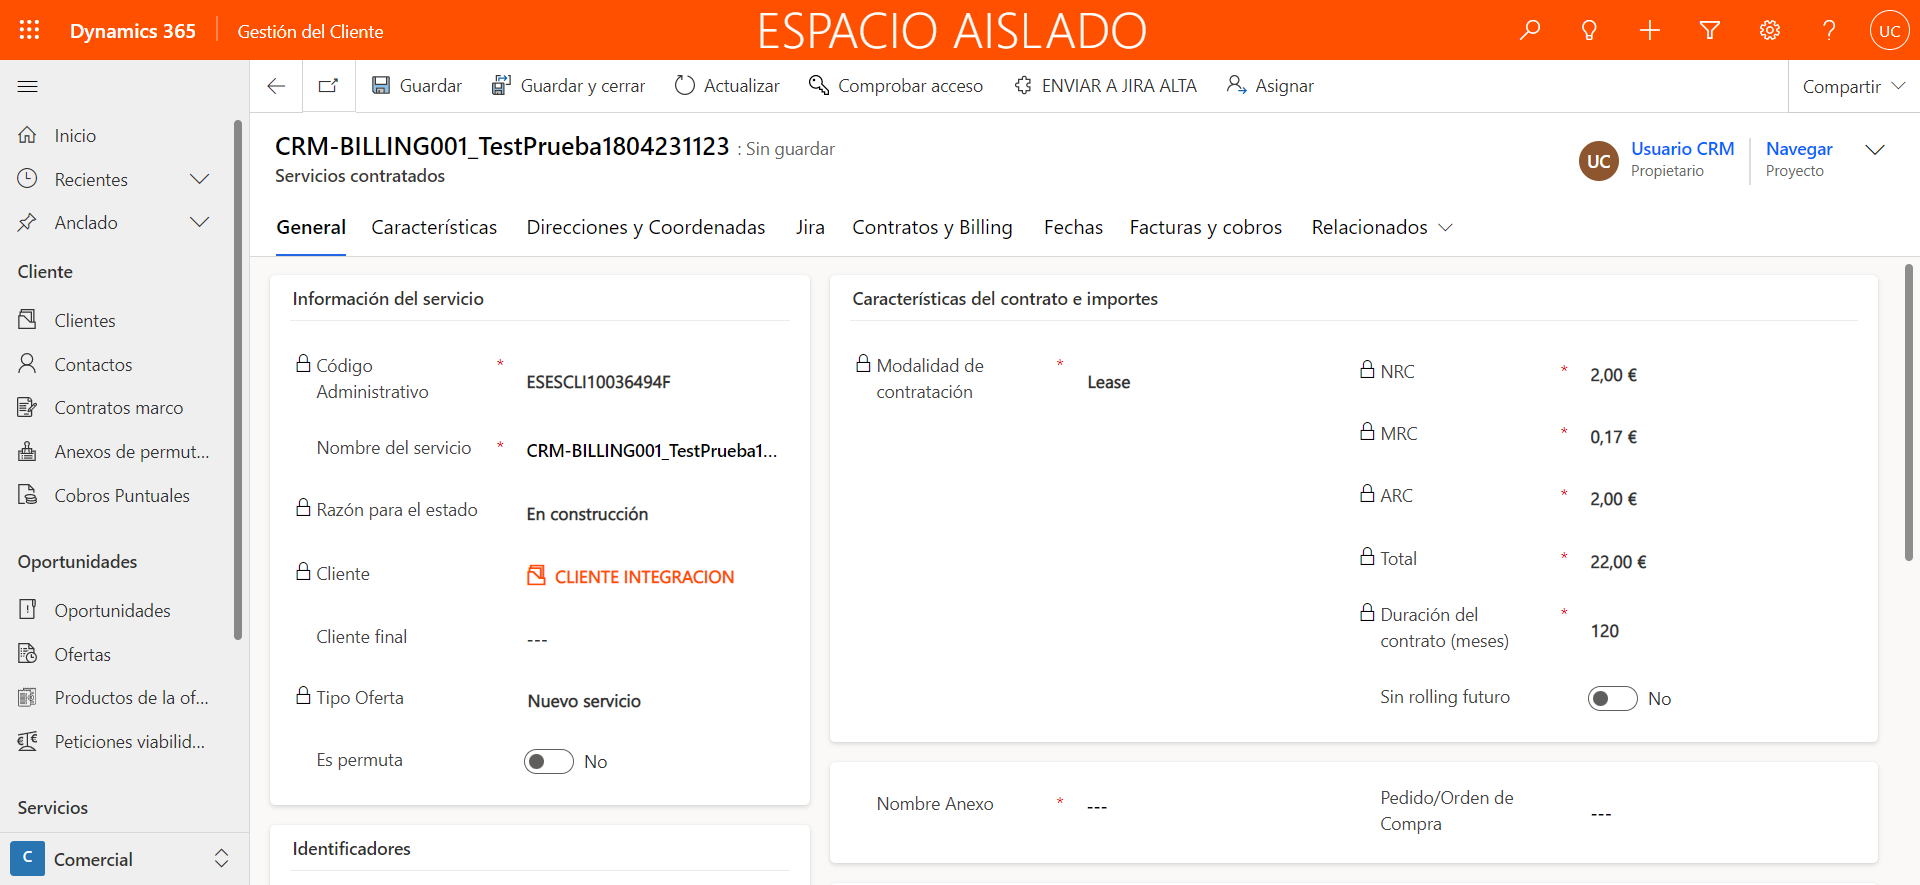 Dynamics 365
Gestión del Cliente
ESPACIO AISLADO
UC
Guardar
Guardar y cerrar
Actualizar
Comprobar acceso
ENVIAR A JIRA ALTA
Asignar
Compartir
Inicio
Recientes
Anclado
Cliente
Clientes
Contactos
Contratos marco
Anexos de permut...
Cobros Puntuales
Oportunidades
Oportunidades
Ofertas
Productos de la of...
Peticiones viabilid...
Servicios
C
Comercial
CRM-BILLING001_TestPrueba1804231123 : Sin guardar
Servicios contratados
UC
Usuario CRM
Propietario
Navegar
Proyecto
General
Características
Direcciones y Coordenadas
Jira
Contratos y Billing
Fechas
Facturas y cobros
Relacionados
Información del servicio
Código
Administrativo
*
ESESCLI10036494F
Nombre del servicio
*
CRM-BILLING001_TestPrueba1...
Razón para el estado
En construcción
Cliente
CLIENTE INTEGRACION
Cliente final
---
Tipo Oferta
Nuevo servicio
Es permuta
No
Identificadores
Características del contrato e importes
Modalidad de
contratación
*
Lease
NRC
*
2,00 €
MRC
*
0,17 €
ARC
*
2,00 €
Total
*
22,00 €
Duración del
contrato (meses)
*
120
Sin rolling futuro
No
Nombre Anexo
*
---
Pedido/Orden de
Compra
---